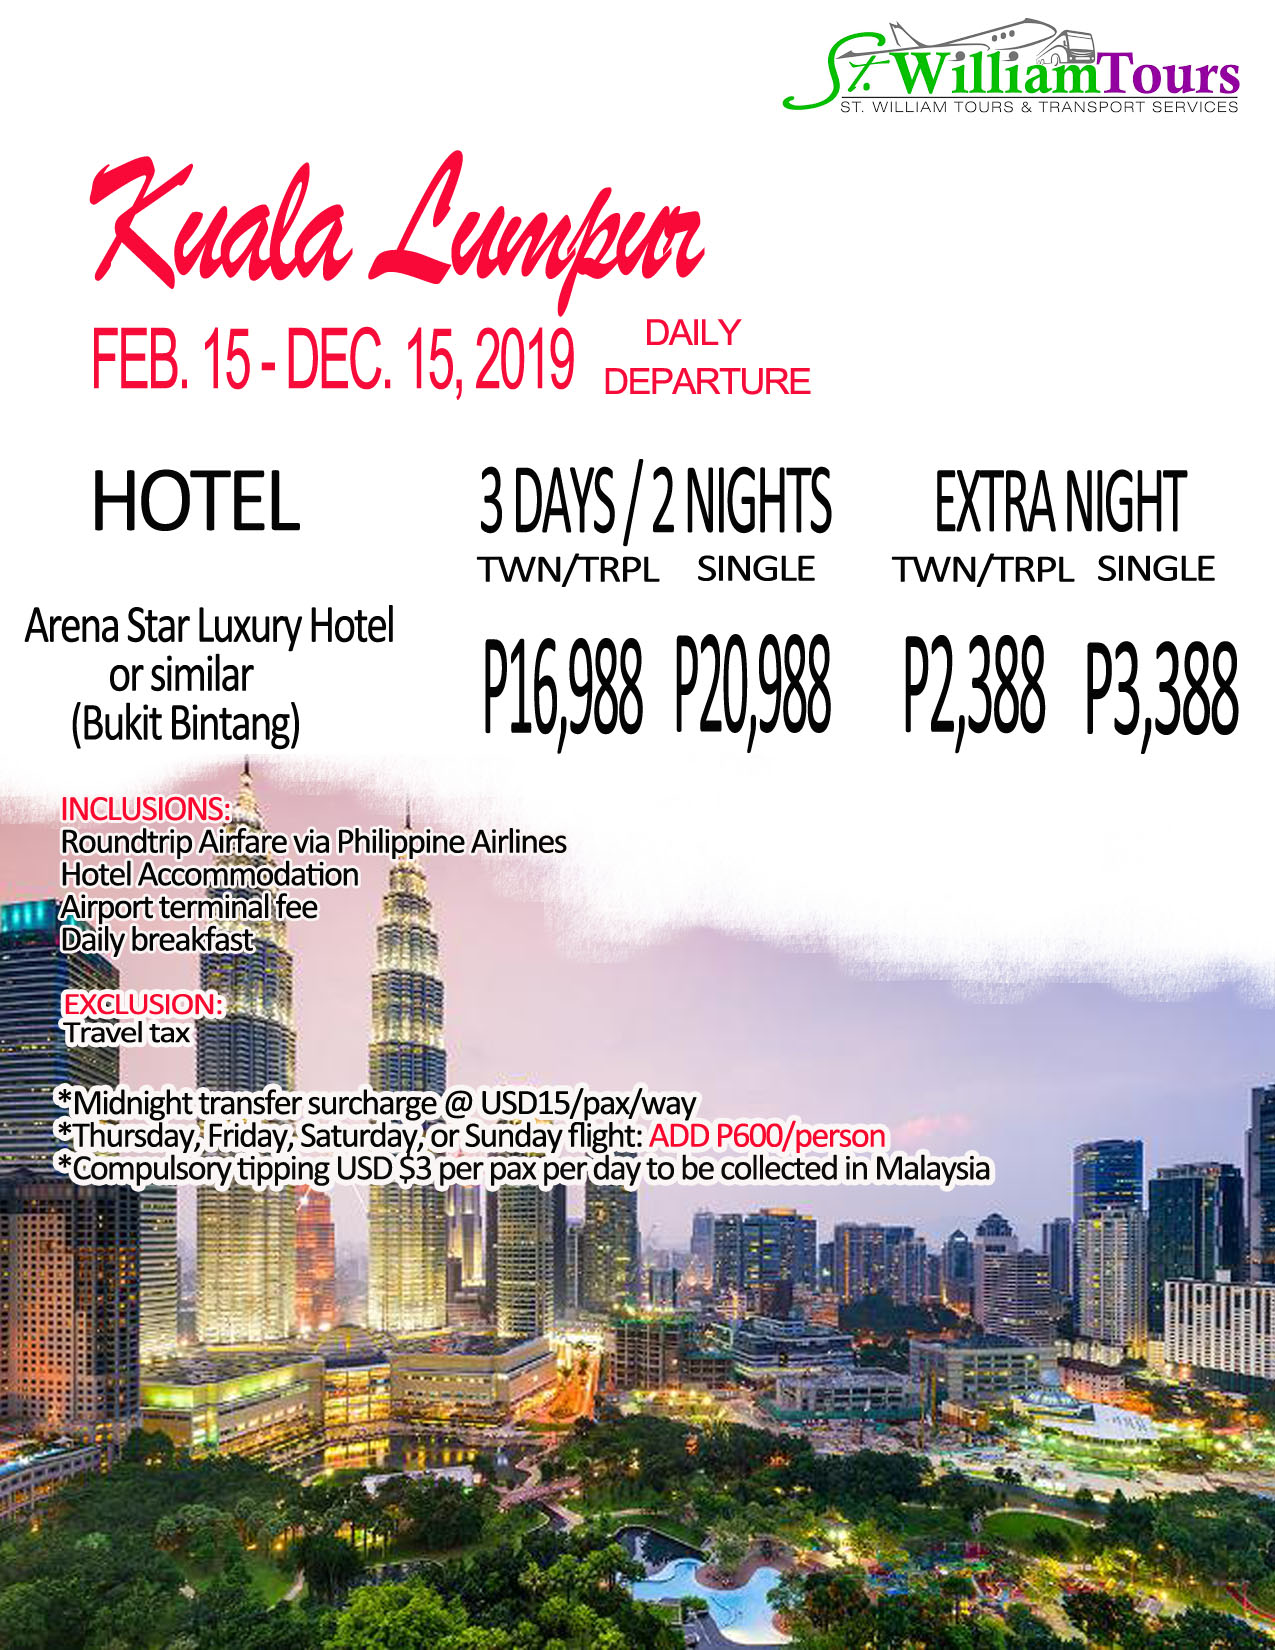 St. WilliamTours
ST. WILLIAM TOURS & TRANSPORT SERVICES
Kuala Lumpur
FEB. 15 - DEC. 15, 2019
DAILY
DEPARTURE
HOTEL
3 DAYS / 2 NIGHTS
EXTRA NIGHT
TWN/TRPL SINGLE
TWN/TRPL SINGLE
Arena Star Luxury Hotel
or similar
(Bukit Bintang)
P16,988 P20,988
P2,388 P3,388
INCLUSIONS:
Roundtrip Airfare via Philippine Airlines
Hotel Accommodation
Airport terminal fee
Daily breakfast
EXCLUSION:
Travel tax
*Midnight transfer surcharge @ USD15/pax/way
*Thursday, Friday, Saturday, or Sunday flight: ADD P600/person
*Compulsory tipping USD $3 per pax per day to be collected in Malaysia